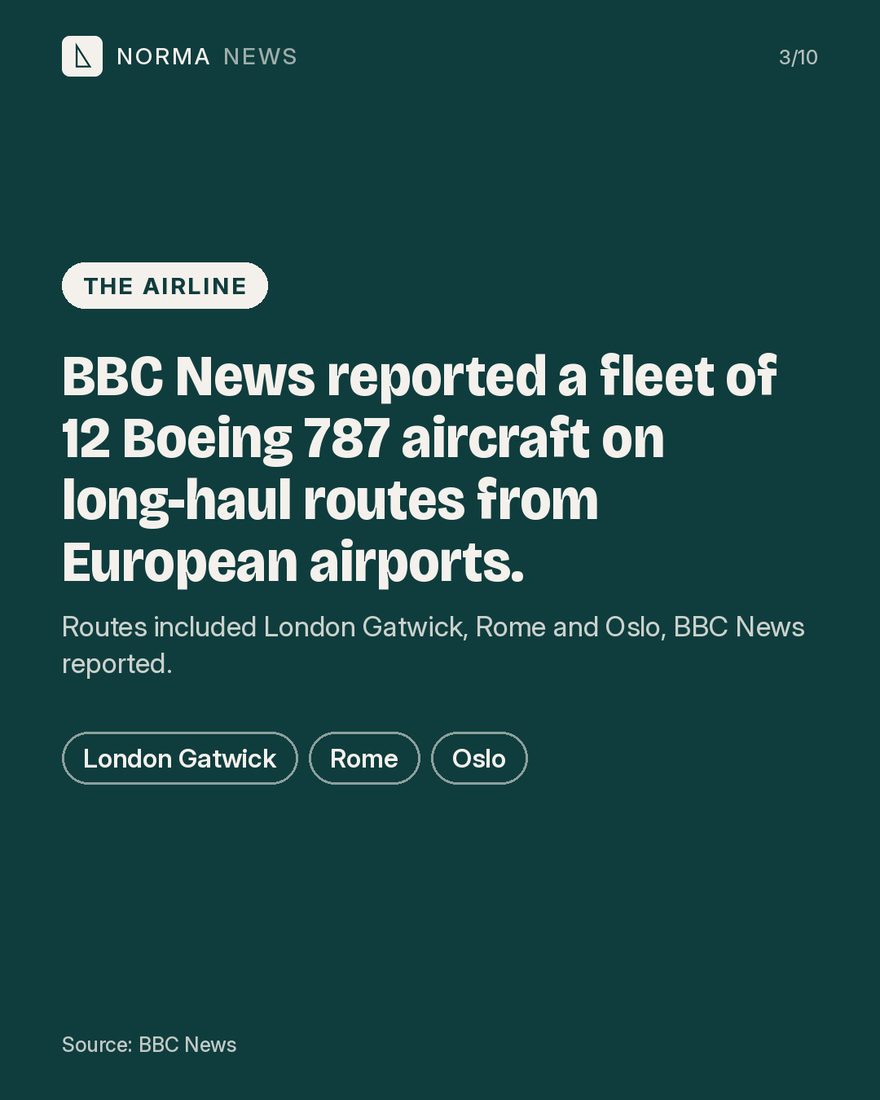 NORMA NEWS
3/10
THE AIRLINE
BBC News reported a fleet of
12 Boeing 787 aircraft on
long-haul routes from
European airports.
Routes included London Gatwick, Rome and Oslo, BBC News
reported.
London Gatwick
Rome
Oslo
Source: BBC News